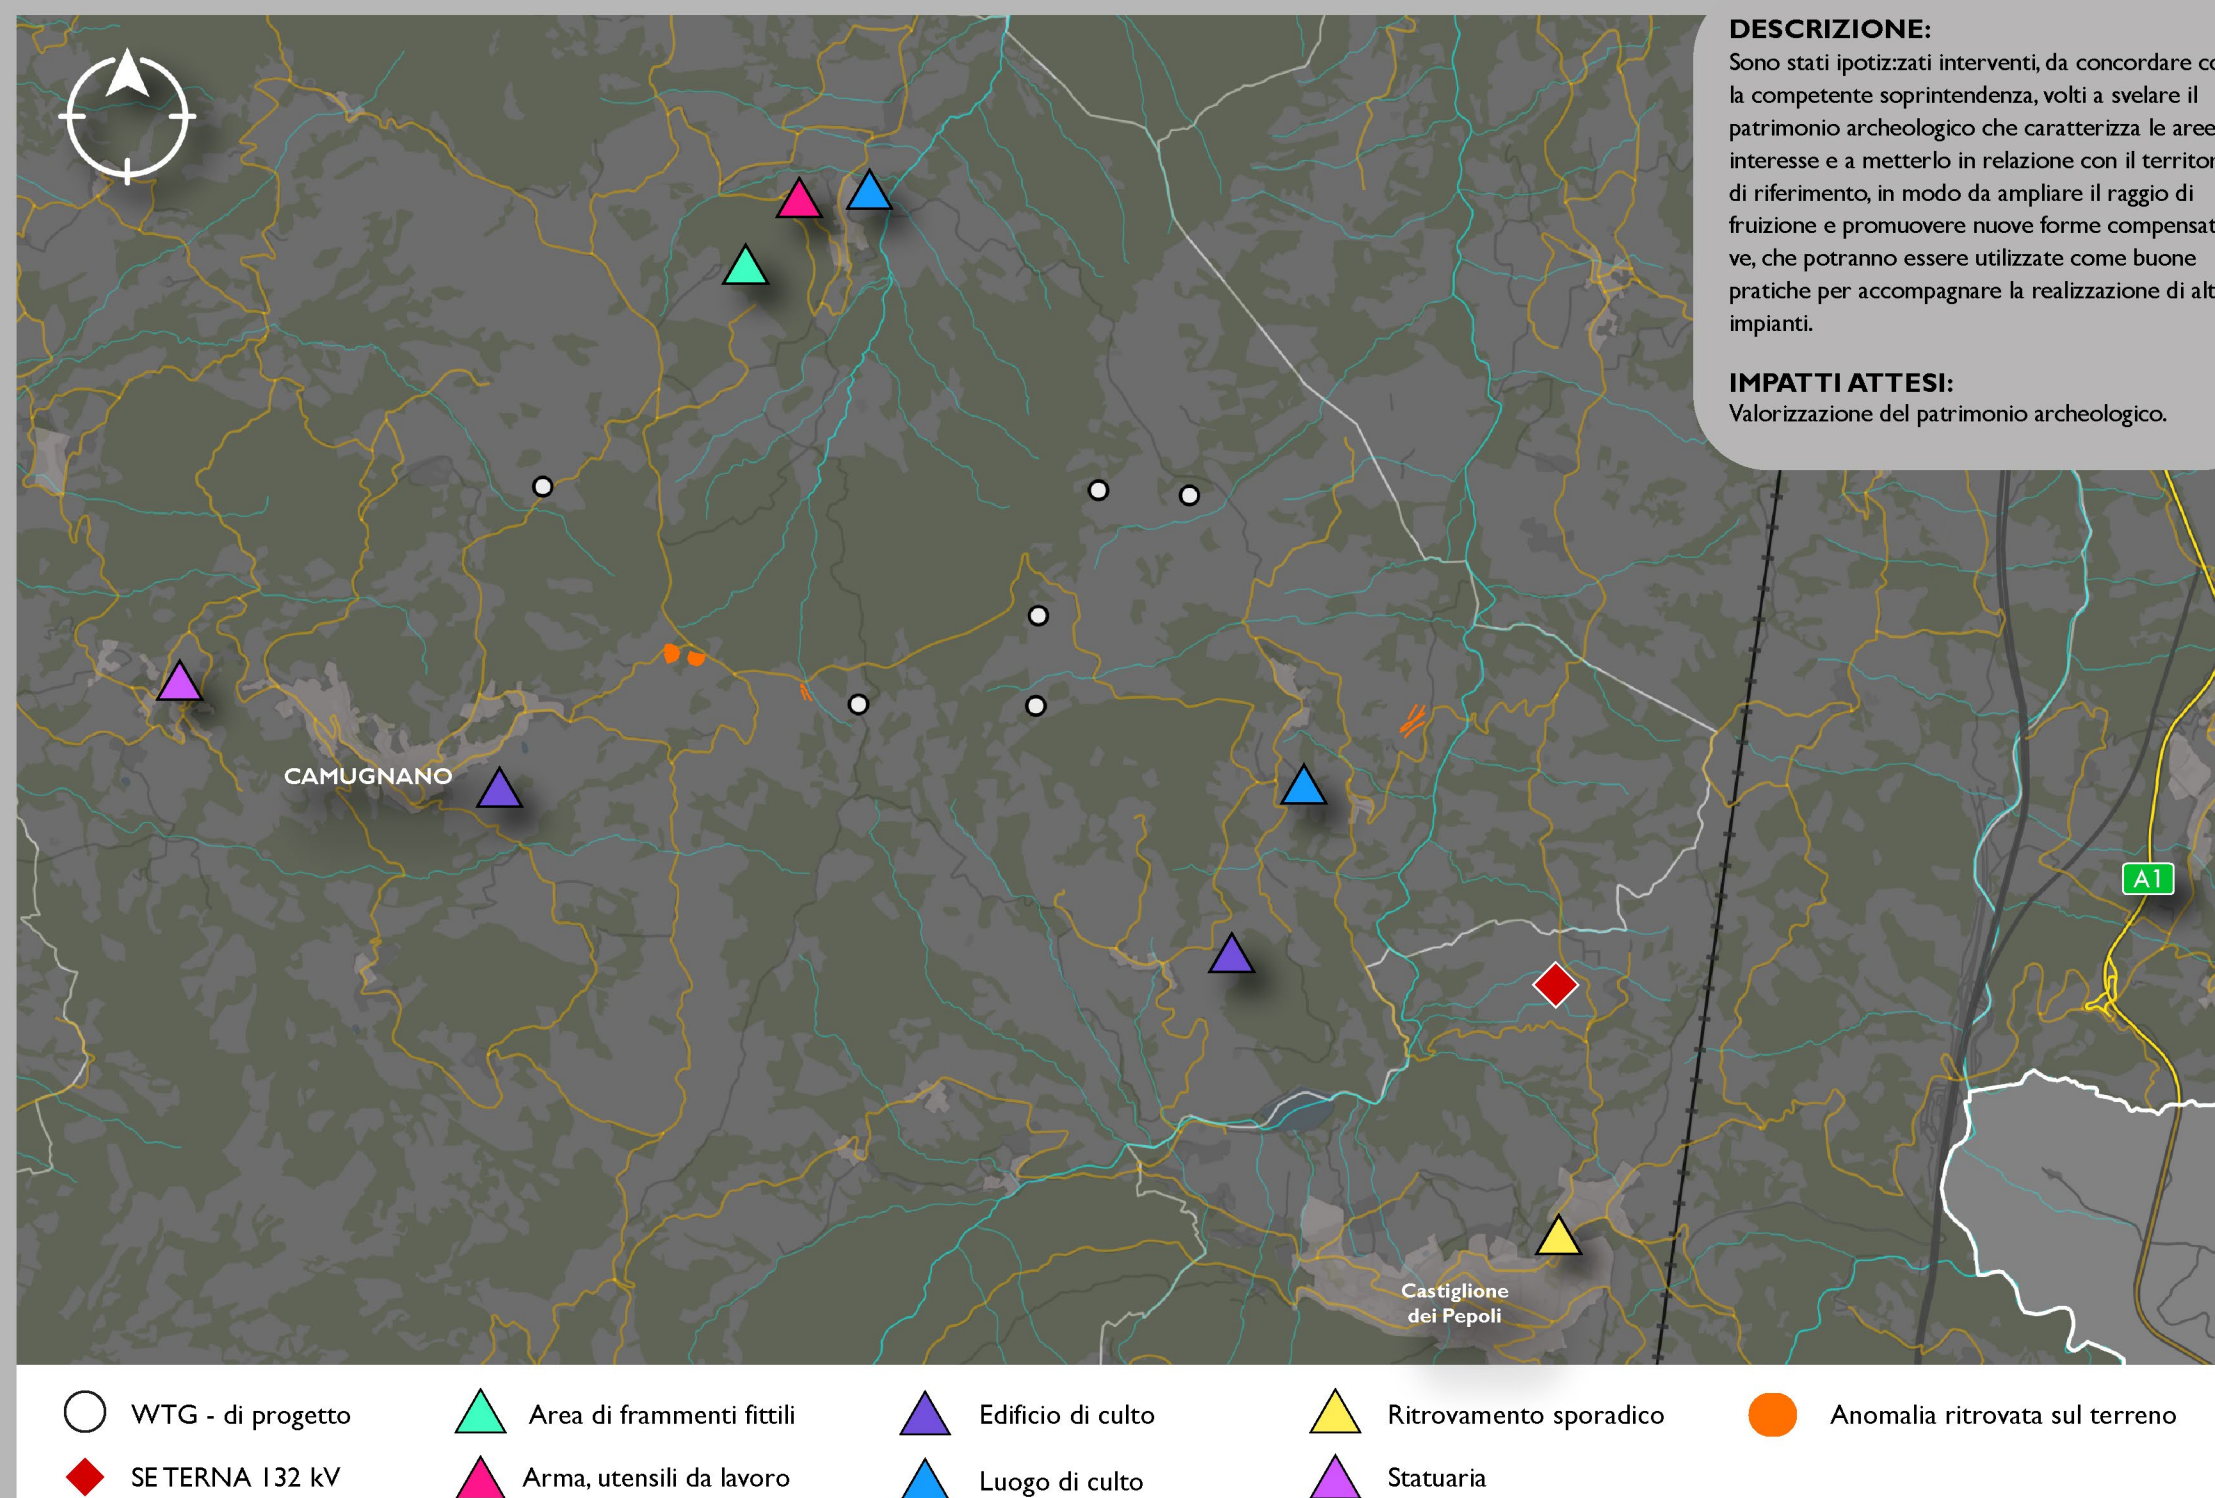 DESCRIZIONE:
Sono stati ipotiz:zati interventi, da concordare co
la competente soprintendenza, volti a svelare il
patrimonio archeologico che caratterizza le aree
interesse e a metterlo in relazione con il territor
di riferimento, in modo da ampliare il raggio di
fruizione e promuovere nuove forme compensat
ve, che potranno essere utilizzate come buone
pratiche per accompagnare la realizzazione di alt
impianti.
IMPATTI ATTESI:
Valorizzazione del patrimonio archeologico.
CAMUGNANO
A1
Castiglione
dei Pepoli
WTG - di progetto
Area di frammenti fittili
Edificio di culto
Ritrovamento sporadico
Anomalia ritrovata sul terreno
SE TERNA 132 kV
Arma, utensili da lavoro
Luogo di culto
Statuaria